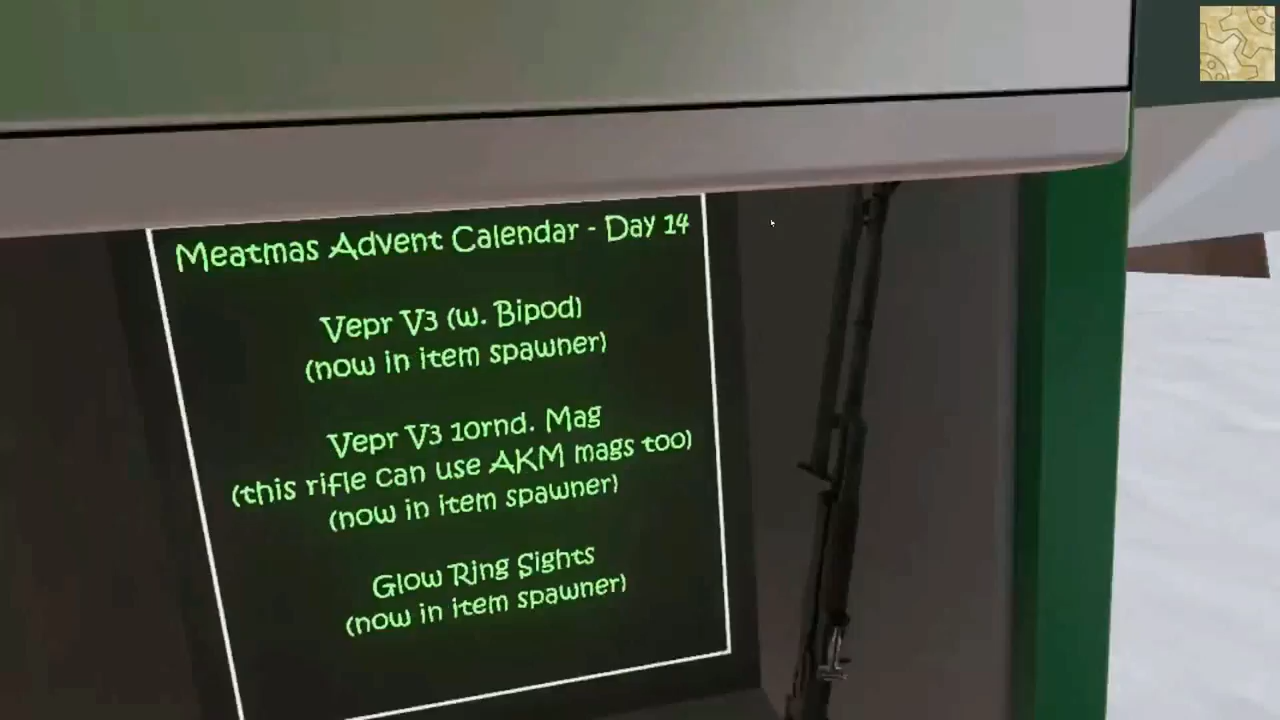 Meatmas Advent Calendar - Day 14
Vepr V3 (w. Bipod)
(now in item spawner)
Vepr V3 10rnd. Mag
(this rifle can use AKM mags too)
(now in item spawner)
Glow Ring Sights
(now in item spawner)